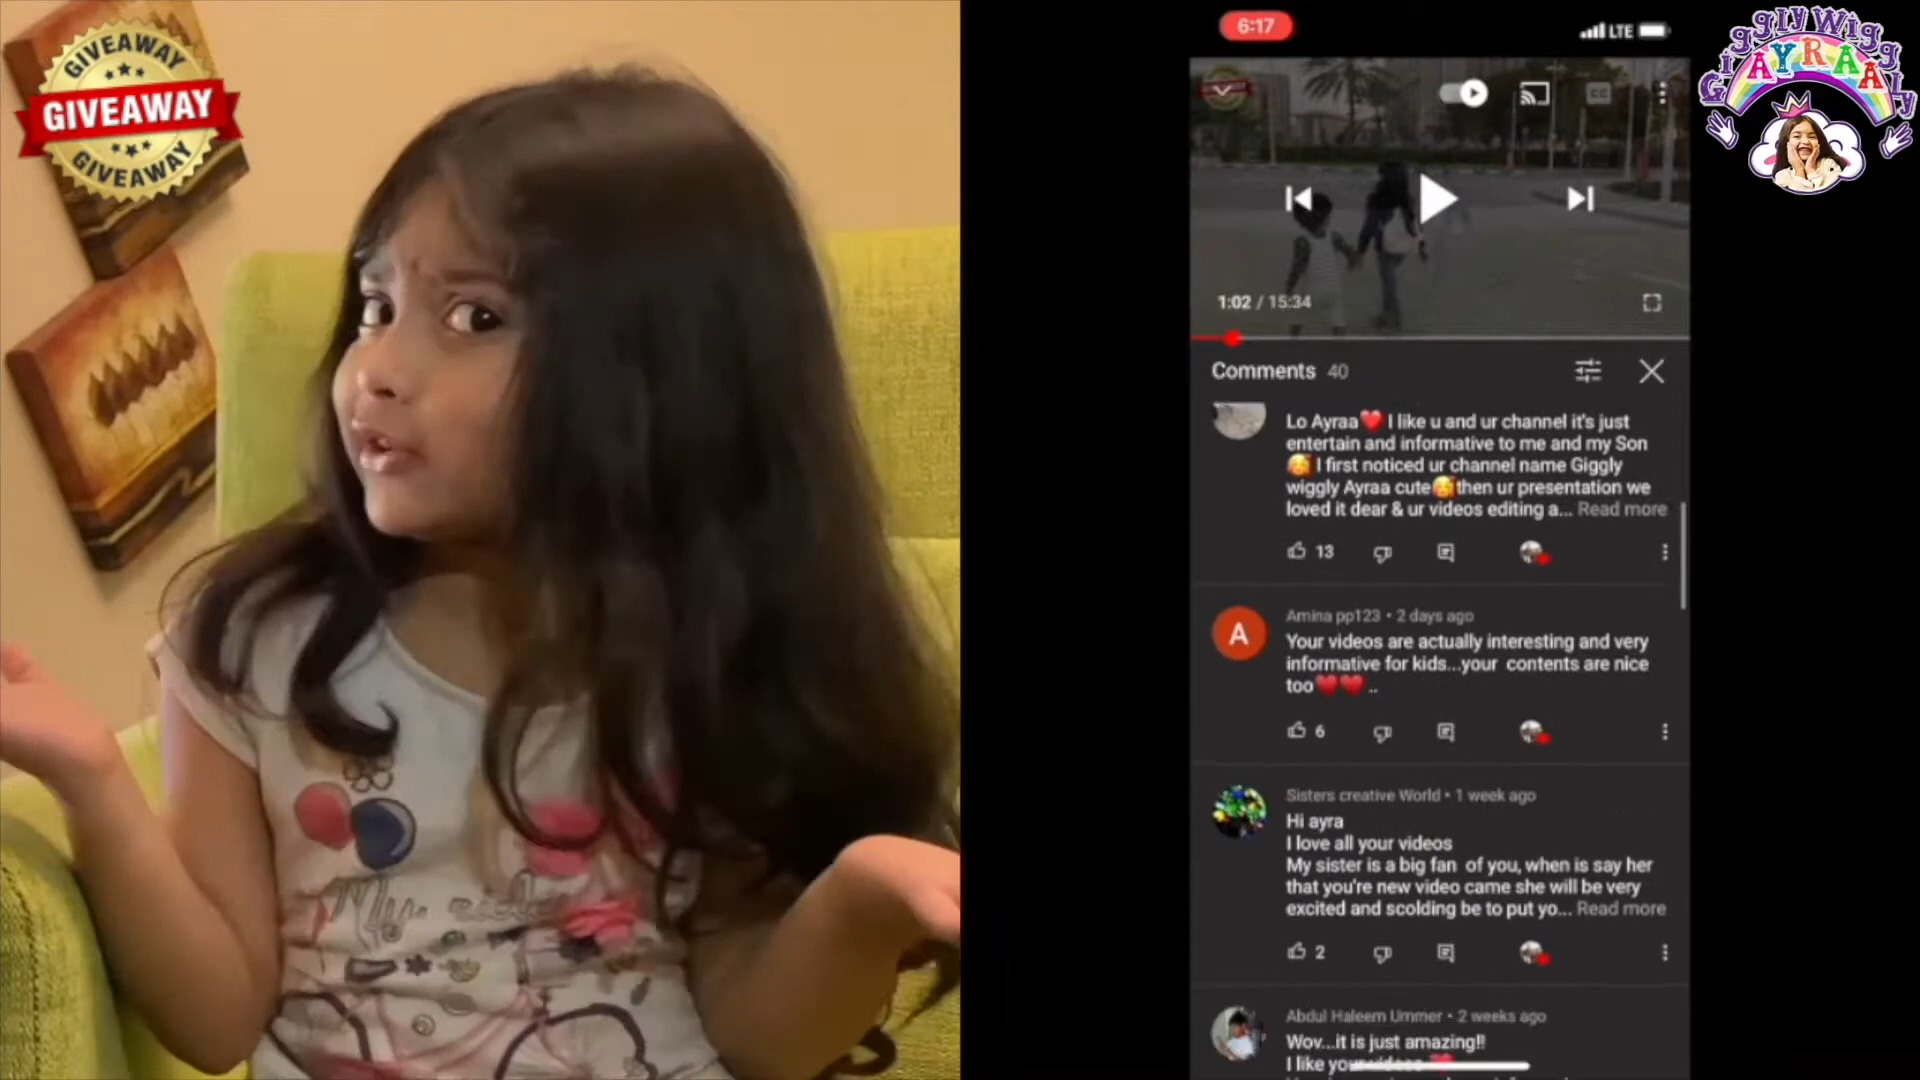 GIVEAWAY
GIVEAWAY
GIVEAWAY
My
6:17
LTE
CC
1:02 / 15:34
Comments 40
Lo Ayraa❤️ I like u and ur channel it's just
entertain and informative to me and my Son
🥰 I first noticed ur channel name Giggly
wiggly Ayraa cute🥰then ur presentation we
loved it dear & ur videos editing a... Read more
13
A
Amina pp123 • 2 days ago
Your videos are actually interesting and very
informative for kids...your contents are nice
too❤️❤️ ..
6
Sisters creative World • 1 week ago
Hi ayra
I love all your videos
My sister is a big fan of you, when is say her
that you're new video came she will be very
excited and scolding be to put yo... Read more
2
Abdul Haleem Ummer • 2 weeks ago
Wov...it is just amazing!!
I like
Giggly Wiggly
AYRAA